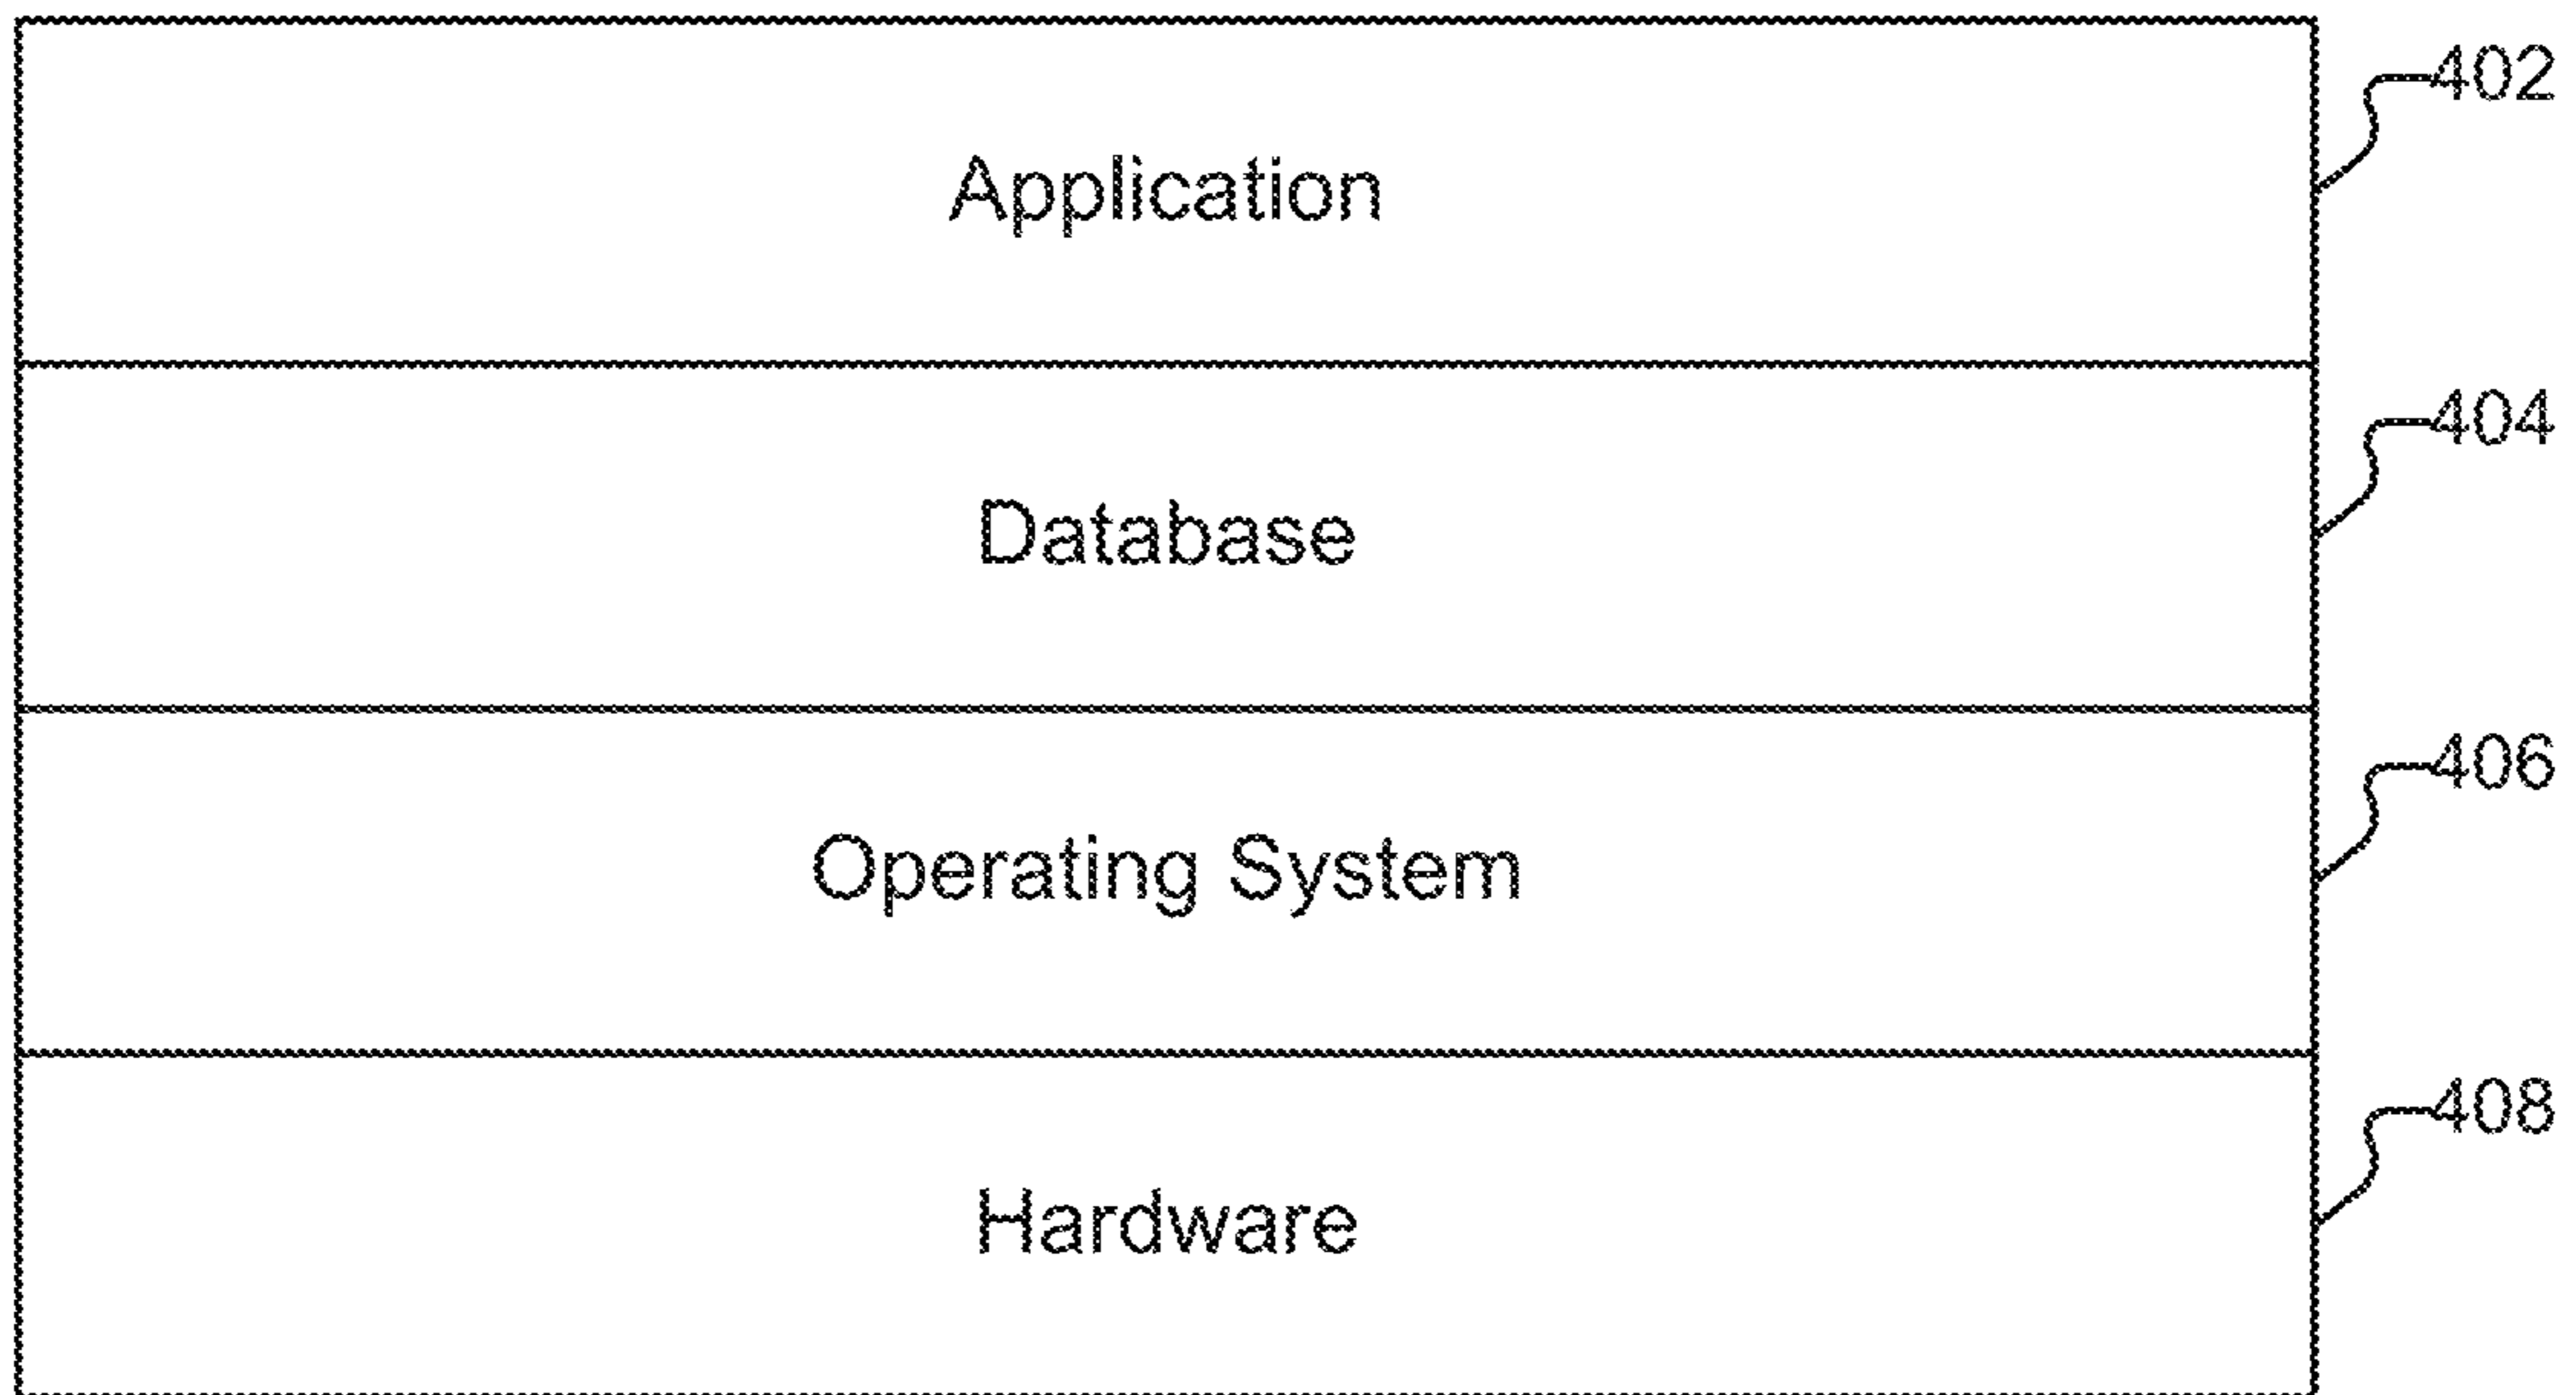 402
Application
404
Database
406
Operating System
408
Hardware